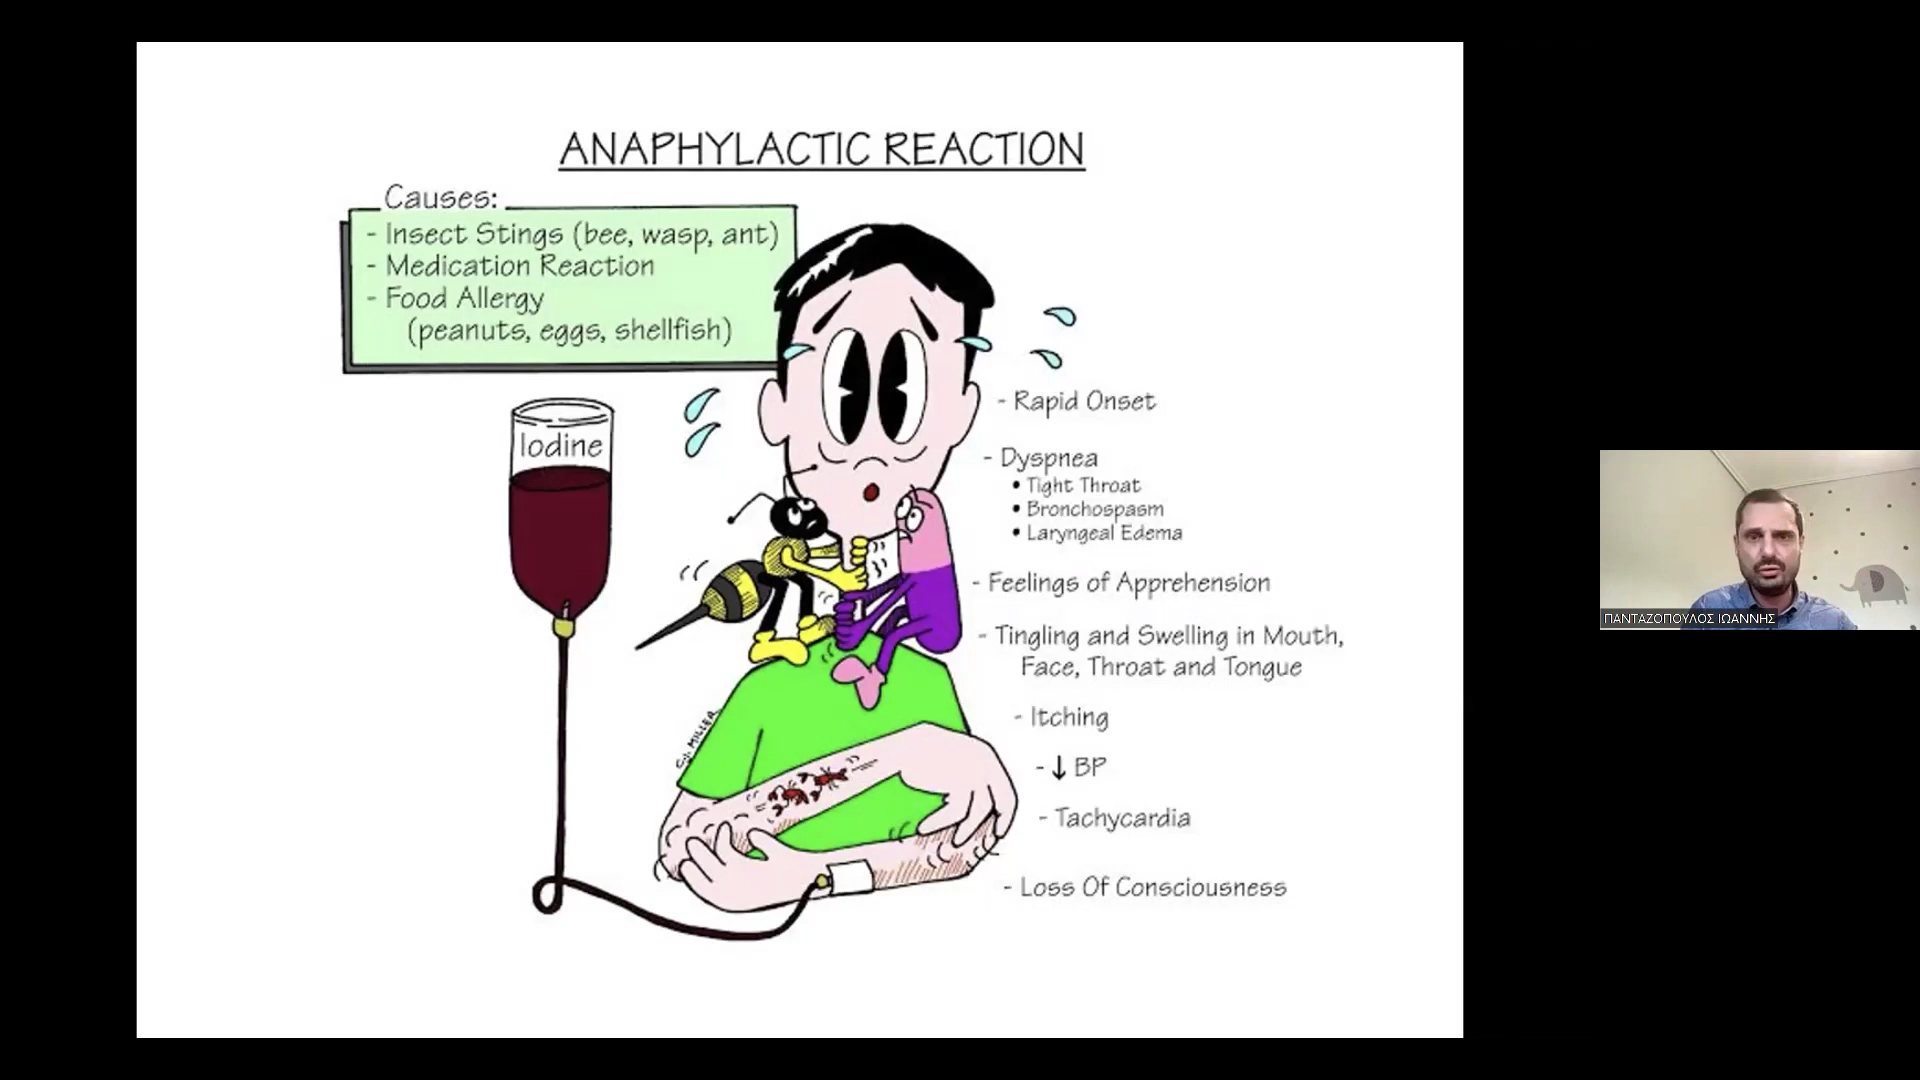 ANAPHYLACTIC REACTION
Causes:
- Insect Stings (bee, wasp, ant)
- Medication Reaction
- Food Allergy
(peanuts, eggs, shellfish)
Iodine
- Rapid Onset
- Dyspnea
• Tight Throat
• Bronchospasm
• Laryngeal Edema
- Feelings of Apprehension
- Tingling and Swelling in Mouth,
Face, Throat and Tongue
- Itching
- ↓ BP
- Tachycardia
- Loss Of Consciousness
C.J. MILLER
ΠΑΝΤΑΖΟΠΟΥΛΟΣ ΙΩΑΝΝΗΣ